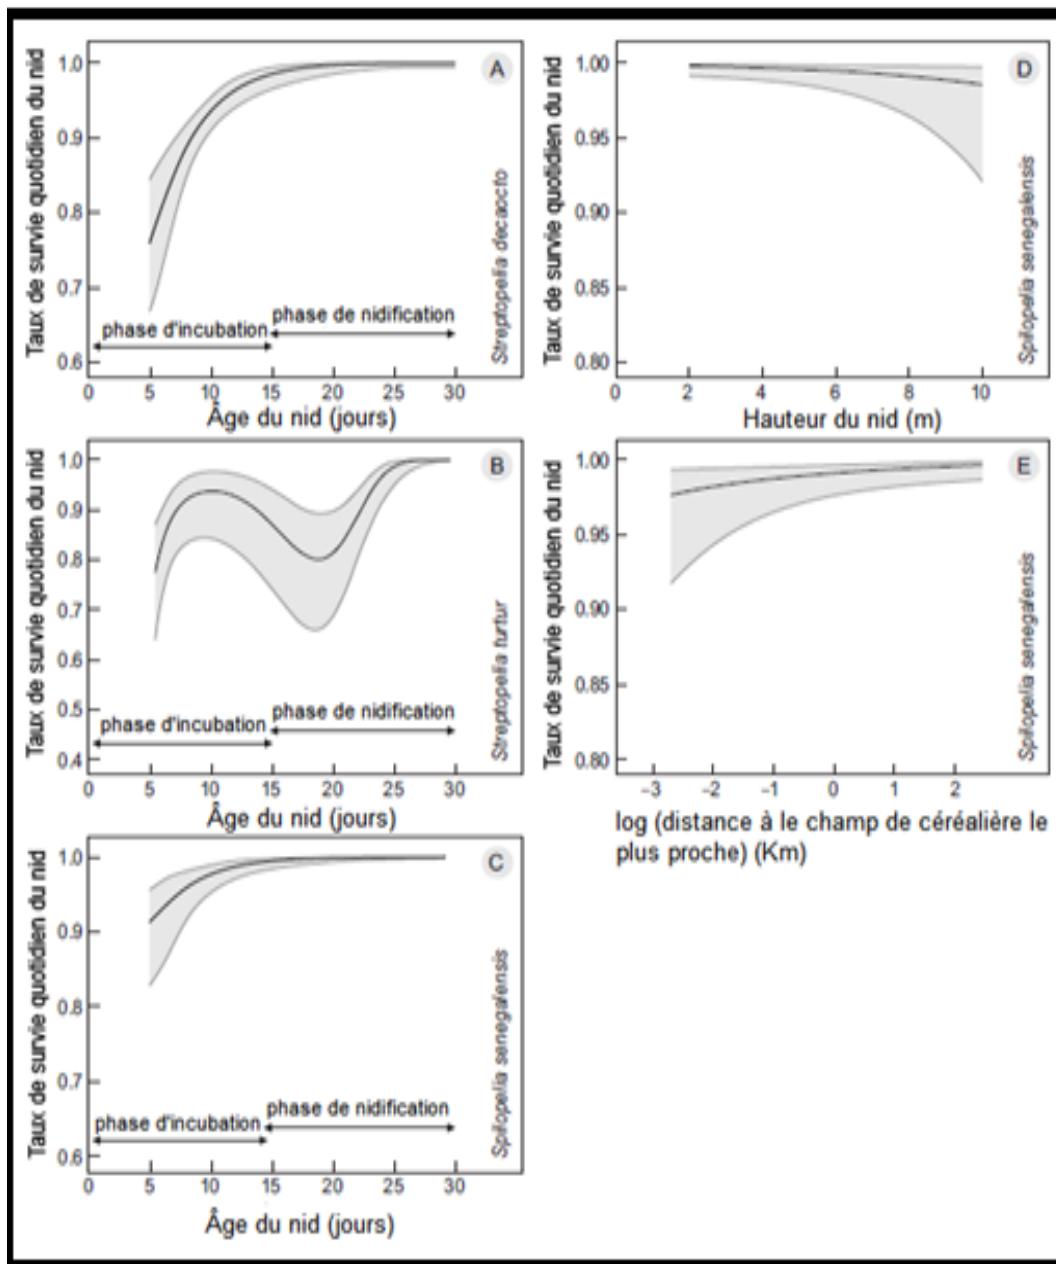 Taux de survie quotidien du nid
1.0
0.9
0.8
0.7
0.6
A
Streptopelia decaocto
phase d'incubation
phase de nidification
0 5 10 15 20 25 30
Âge du nid (jours)
Taux de survie quotidien du nid
1.00
0.95
0.90
0.85
0.80
D
Spilopelia senegalensis
0 2 4 6 8 10
Hauteur du nid (m)
Taux de survie quotidien du nid
1.0
0.9
0.8
0.7
0.6
0.5
0.4
B
Streptopelia turtur
phase d'incubation
phase de nidification
0 5 10 15 20 25 30
Âge du nid (jours)
Taux de survie quotidien du nid
1.00
0.95
0.90
0.85
0.80
E
Spilopelia senegalensis
−3 −2 −1 0 1 2
log (distance à le champ de céréalière le
plus proche) (Km)
Taux de survie quotidien du nid
1.0
0.9
0.8
0.7
0.6
C
Spilopelia senegalensis
phase d'incubation
phase de nidification
0 5 10 15 20 25 30
Âge du nid (jours)